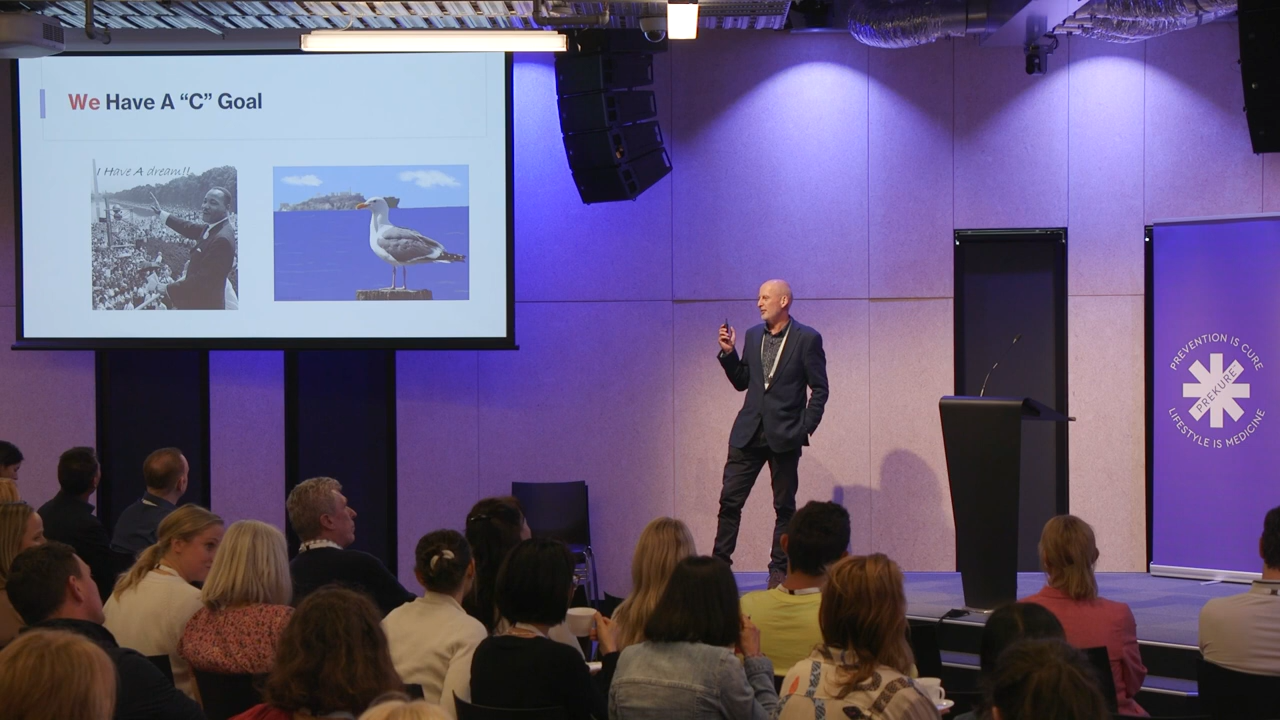 We Have A “C” Goal
I Have A dream!!
PREVENTION IS CURE
PREKURE
LIFESTYLE IS MEDICINE